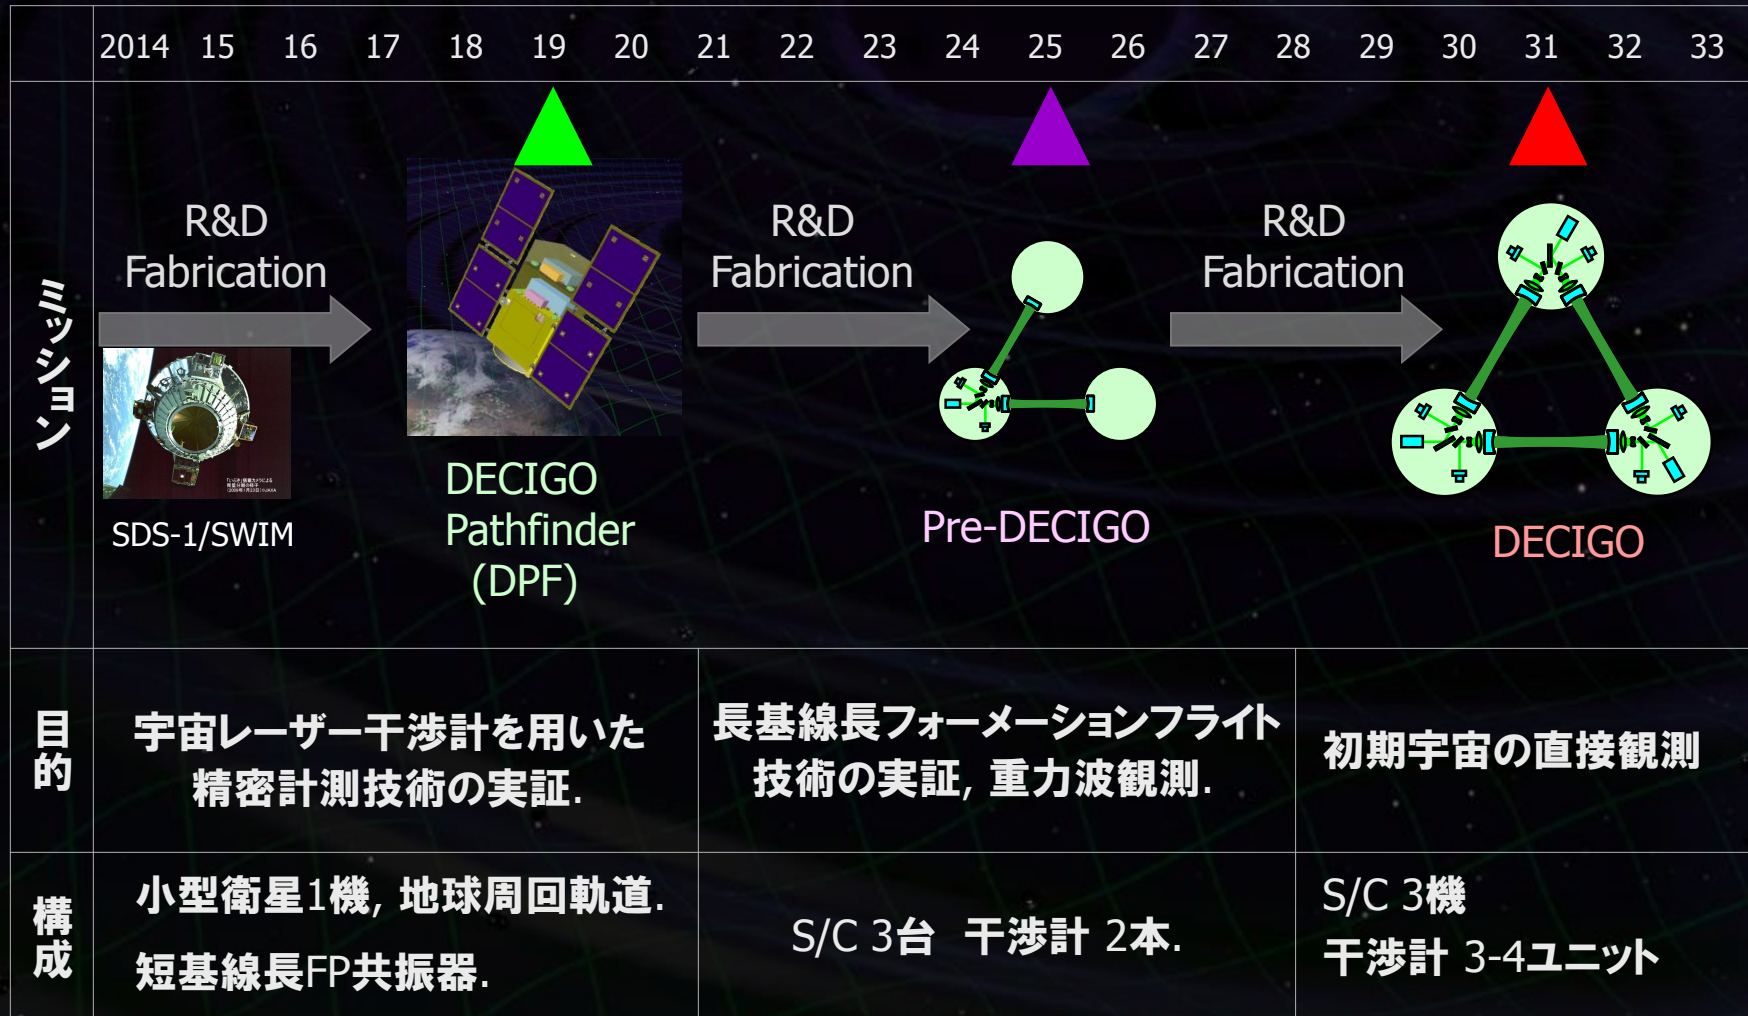 2014 15 16 17 18 19 20 21 22 23 24 25 26 27 28 29 30 31 32 33
ミッション
R&D
Fabrication
SDS-1/SWIM
DECIGO
Pathfinder
(DPF)
R&D
Fabrication
Pre-DECIGO
R&D
Fabrication
DECIGO
目的
宇宙レーザー干渉計を用いた
精密計測技術の実証.
長基線長フォーメーションフライト
技術の実証, 重力波観測.
初期宇宙の直接観測
構成
小型衛星1機, 地球周回軌道.
短基線長FP共振器.
S/C 3台 干渉計 2本.
S/C 3機
干渉計 3-4ユニット